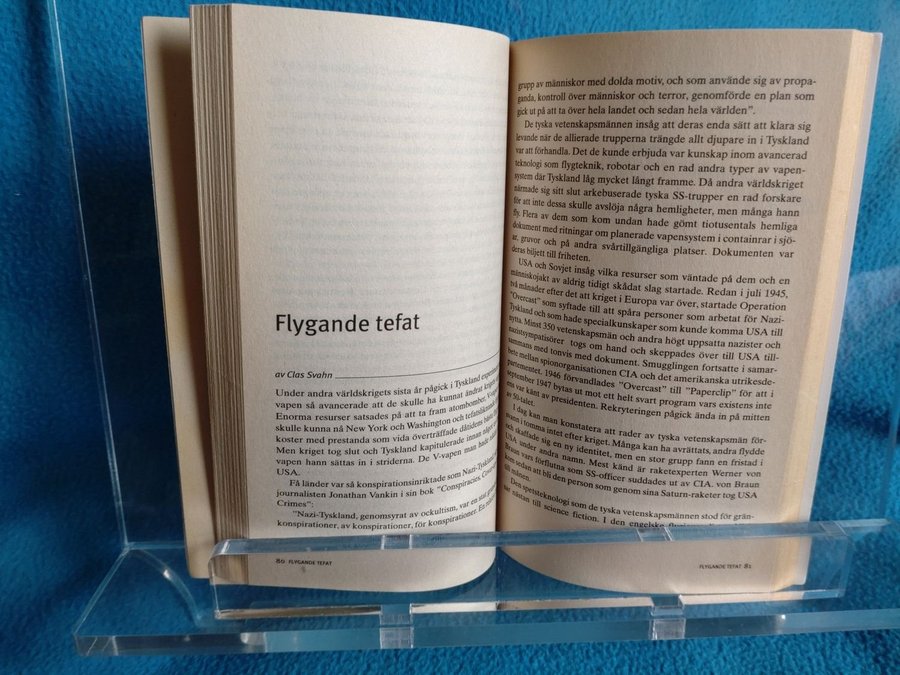 Flygande tefat
av Clas Svahn
Under andra världskrigets sista år pågick i Tyskland
vapen så avancerade att de skulle ha kunnat ändrat krigets
Enorma resurser satsades på att ta fram atombomber,
skulle kunna nå New York och Washington och
koster med prestanda som vida överträffade dåtidens
Men kriget tog slut och Tyskland kapitulerade innan något
vapen hann sättas in i striderna. De V-vapen man hade
USA.
Få länder var så konspirationsinriktade som Nazi-Tyskland
journalisten Jonathan Vankin i sin bok "Conspiracies,
Crimes":
"Nazi-Tyskland, genomsyrat av ockultism, var en
konspirationer, av konspirationer, för konspirationer. En
80 FLYGANDE TEFAT
grupp av människor med dolda motiv, och som använde sig av propa-
ganda, kontroll över människor och terror, genomförde en plan som
gick ut på att ta över hela landet och sedan hela världen".
De tyska vetenskapsmännen insåg att deras enda sätt att klara sig
levande när de allierade trupperna trängde allt djupare in i Tyskland
var att förhandla. Det de kunde erbjuda var kunskap inom avancerad
teknologi som flygteknik, robotar och en rad andra typer av vapen-
system där Tyskland låg mycket långt framme. Då andra världskriget
närmade sig sitt slut arkebuserade tyska SS-trupper en rad forskare
för att inte dessa skulle avslöja några hemligheter, men många hann
fly. Flera av dem som kom undan hade gömt tiotusentals hemliga
dokument med ritningar om planerade vapensystem i containrar i sjö-
ar, gruvor och på andra svårtillgängliga platser. Dokumenten var
deras biljett till friheten.
USA och Sovjet insåg vilka resurser som väntade på dem och en
människojakt av aldrig tidigt skådat slag startade. Redan i juli 1945,
två månader efter det att kriget i Europa var över, startade Operation
"Overcast" som syftade till att spåra personer som arbetat för Nazi-
Tyskland och som hade specialkunskaper som kunde komma USA till
nytta. Minst 350 vetenskapsmän och andra högt uppsatta nazister och
nazistsympatisörer togs om hand och skeppades över till USA till-
sammans med tonvis med dokument. Smugglingen fortsatte i samar-
bete mellan spionorganisationen CIA och det amerikanska utrikesde-
partementet. 1946 förvandlades "Overcast" till "Paperclip" för att i
september 1947 bytas ut mot ett helt svart program vars existens inte
ens var känt av presidenten. Rekryteringen pågick ända in på mitten
av 50-talet.
I dag kan man konstatera att rader av tyska vetenskapsmän för-
svann i tomma intet efter kriget. Många kan ha avrättats, andra flydde
och skaffade sig en ny identitet, men en stor grupp fann en fristad i
USA under andra namn. Mest känd är raketexperten Werner von
Braun vars förflutna som SS-officer suddades ut av CIA. von Braun
kom sedan att bli den person som genom sina Saturn-raketer tog USA
till månen.
Den spetsteknologi som de tyska vetenskapsmännen stod för grän-
sar nästan till science fiction. I den engelske
FLYGANDE TEFAT 81